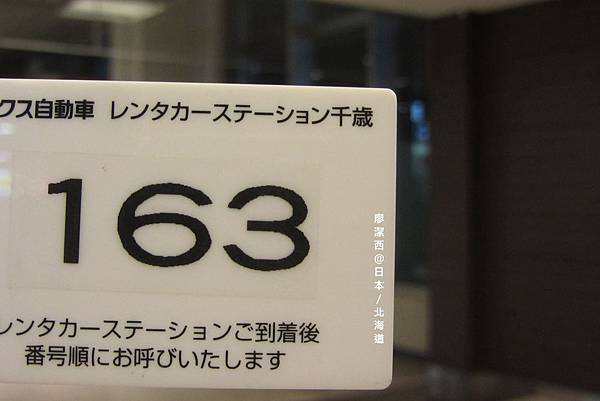 クス自動車 レンタカーステーション千歳
163
レンタカーステーションご到着後
番号順にお呼びいたします
廖潔西@日本/北海道